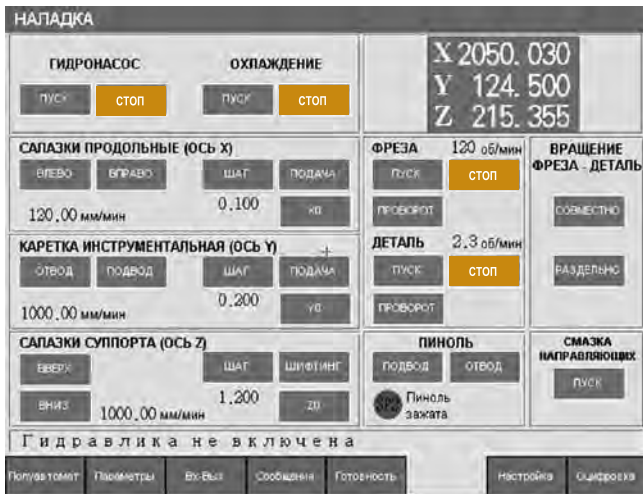 НАЛАДКА
ГИДРОНАСОС
ПУСК СТОП
ОХЛАЖДЕНИЕ
ПУСК СТОП
X 2050. 030
Y 124. 500
Z 215. 355
САЛАЗКИ ПРОДОЛЬНЫЕ (ОСЬ X)
ВЛЕВО ВПРАВО ШАГ ПОДАЧА
120.00 мм/мин 0.100 X0
КАРЕТКА ИНСТРУМЕНТАЛЬНАЯ (ОСЬ Y)
ОТВОД ПОДВОД ШАГ ПОДАЧА
1000.00 мм/мин 0.200 Y0
САЛАЗКИ СУППОРТА (ОСЬ Z)
ВВЕРХ ШАГ ШИФТИНГ
ВНИЗ 1000.00 мм/мин 1.200 Z0
ФРЕЗА 120 об/мин
ПУСК СТОП
ПРОВОРОТ
ДЕТАЛЬ 2.3 об/мин
ПУСК СТОП
ПРОВОРОТ
ВРАЩЕНИЕ
ФРЕЗА - ДЕТАЛЬ
СОВМЕСТНО
РАЗДЕЛЬНО
ПИНОЛЬ
ПОДВОД ОТВОД
SP2 Пиноль
зажата
СМАЗКА
НАПРАВЛЯЮЩИХ
ПУСК
Гидравлика не включена
Полуавтомат Параметры Вх-Вых Сообщения Готовность Настройка Оцифровка